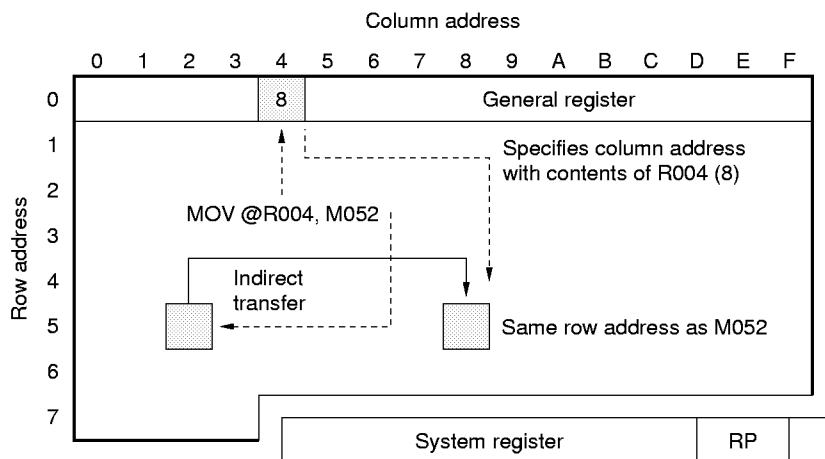 Column address
0 1 2 3 4 5 6 7 8 9 A B C D E F
Row address
0 8 General register
1
Specifies column address
2 with contents of R004 (8)
MOV @R004, M052
3
4 Indirect
transfer
5 Same row address as M052
6
7
System register RP